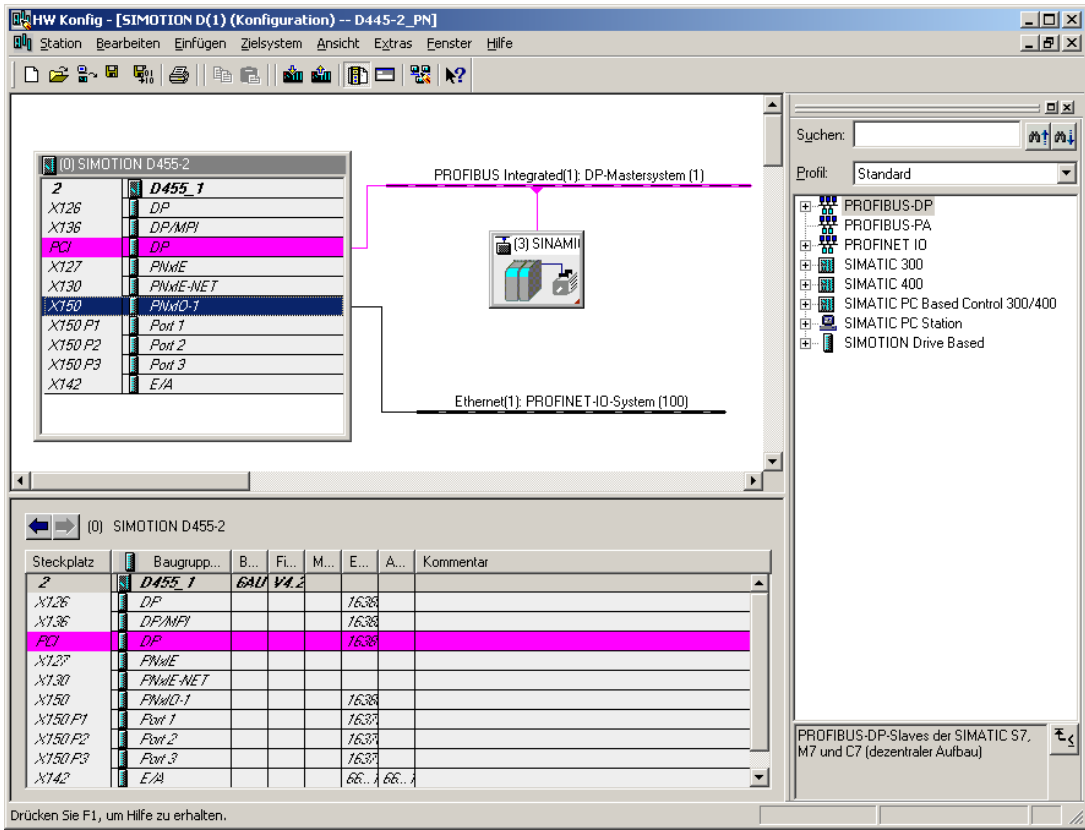 HW Konfig - [SIMOTION D(1) (Konfiguration) -- D445-2_PN]
Station Bearbeiten Einfügen Zielsystem Ansicht Extras Fenster Hilfe
(0) SIMOTION D455-2
2 D455_1
X126 DP
X136 DP/MPI
PCI DP
X127 PNxIE
X130 PNxIE-NET
X150 PNxIO-1
X150 P1 Port 1
X150 P2 Port 2
X150 P3 Port 3
X142 E/A
PROFIBUS Integrated(1): DP-Mastersystem (1)
(3) SINAMI
Ethernet(1): PROFINET-IO-System (100)
Suchen:
Profil: Standard
PROFIBUS-DP
PROFIBUS-PA
PROFINET IO
SIMATIC 300
SIMATIC 400
SIMATIC PC Based Control 300/400
SIMATIC PC Station
SIMOTION Drive Based
(0) SIMOTION D455-2
Steckplatz Baugrupp... B... Fi... M... E... A... Kommentar
2 D455_1 6AU V4.2
X126 DP 1638
X136 DP/MPI 1638
PCI DP 1638
X127 PNxIE
X130 PNxIE-NET
X150 PNxIO-1 1638
X150 P1 Port 1 1637
X150 P2 Port 2 1637
X150 P3 Port 3 1637
X142 E/A 66... 66...
PROFIBUS-DP-Slaves der SIMATIC S7,
M7 und C7 (dezentraler Aufbau)
Drücken Sie F1, um Hilfe zu erhalten.